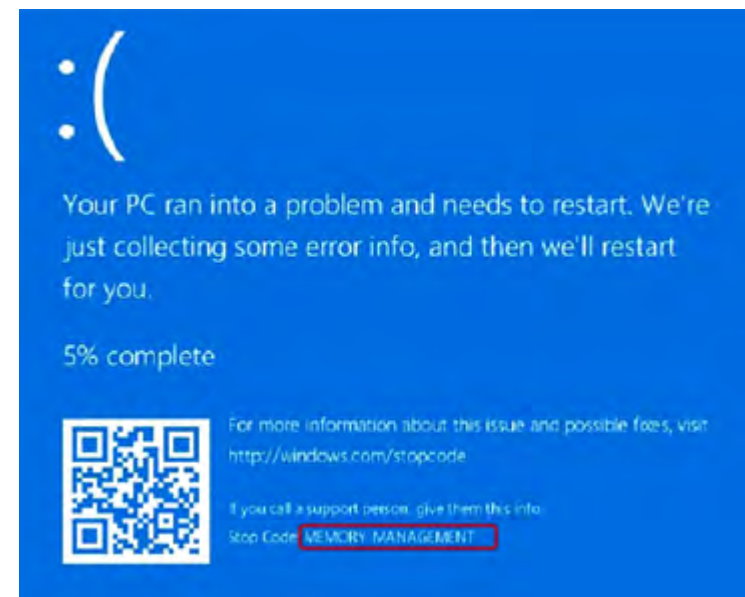 :(
Your PC ran into a problem and needs to restart. We're
just collecting some error info, and then we'll restart
for you.
5% complete
For more information about this issue and possible fixes, visit
http://windows.com/stopcode
If you call a support person, give them this info:
Stop Code: MEMORY MANAGEMENT